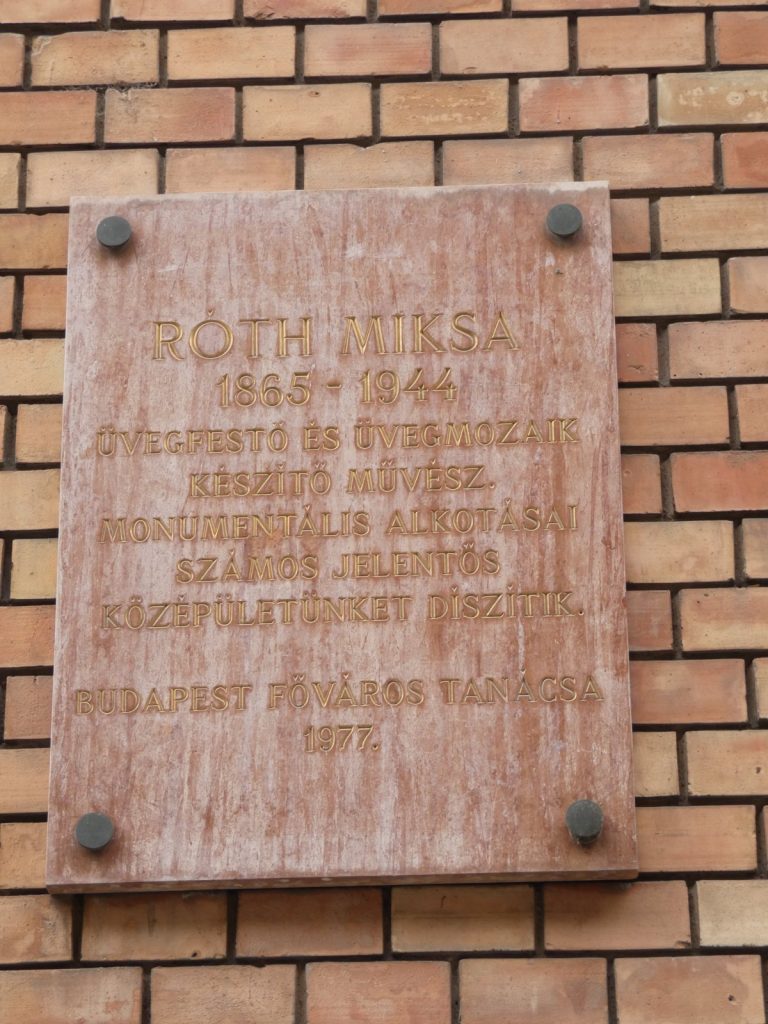 RÓTH MIKSA
1865 - 1944
ÜVEGFESTŐ ÉS ÜVEGMOZAIK
KÉSZÍTŐ MŰVÉSZ.
MONUMENTÁLIS ALKOTÁSAI
SZÁMOS JELENTŐS
KÖZÉPÜLETÜNKET DÍSZÍTIK.
BUDAPEST FŐVÁROS TANÁCSA
1977.